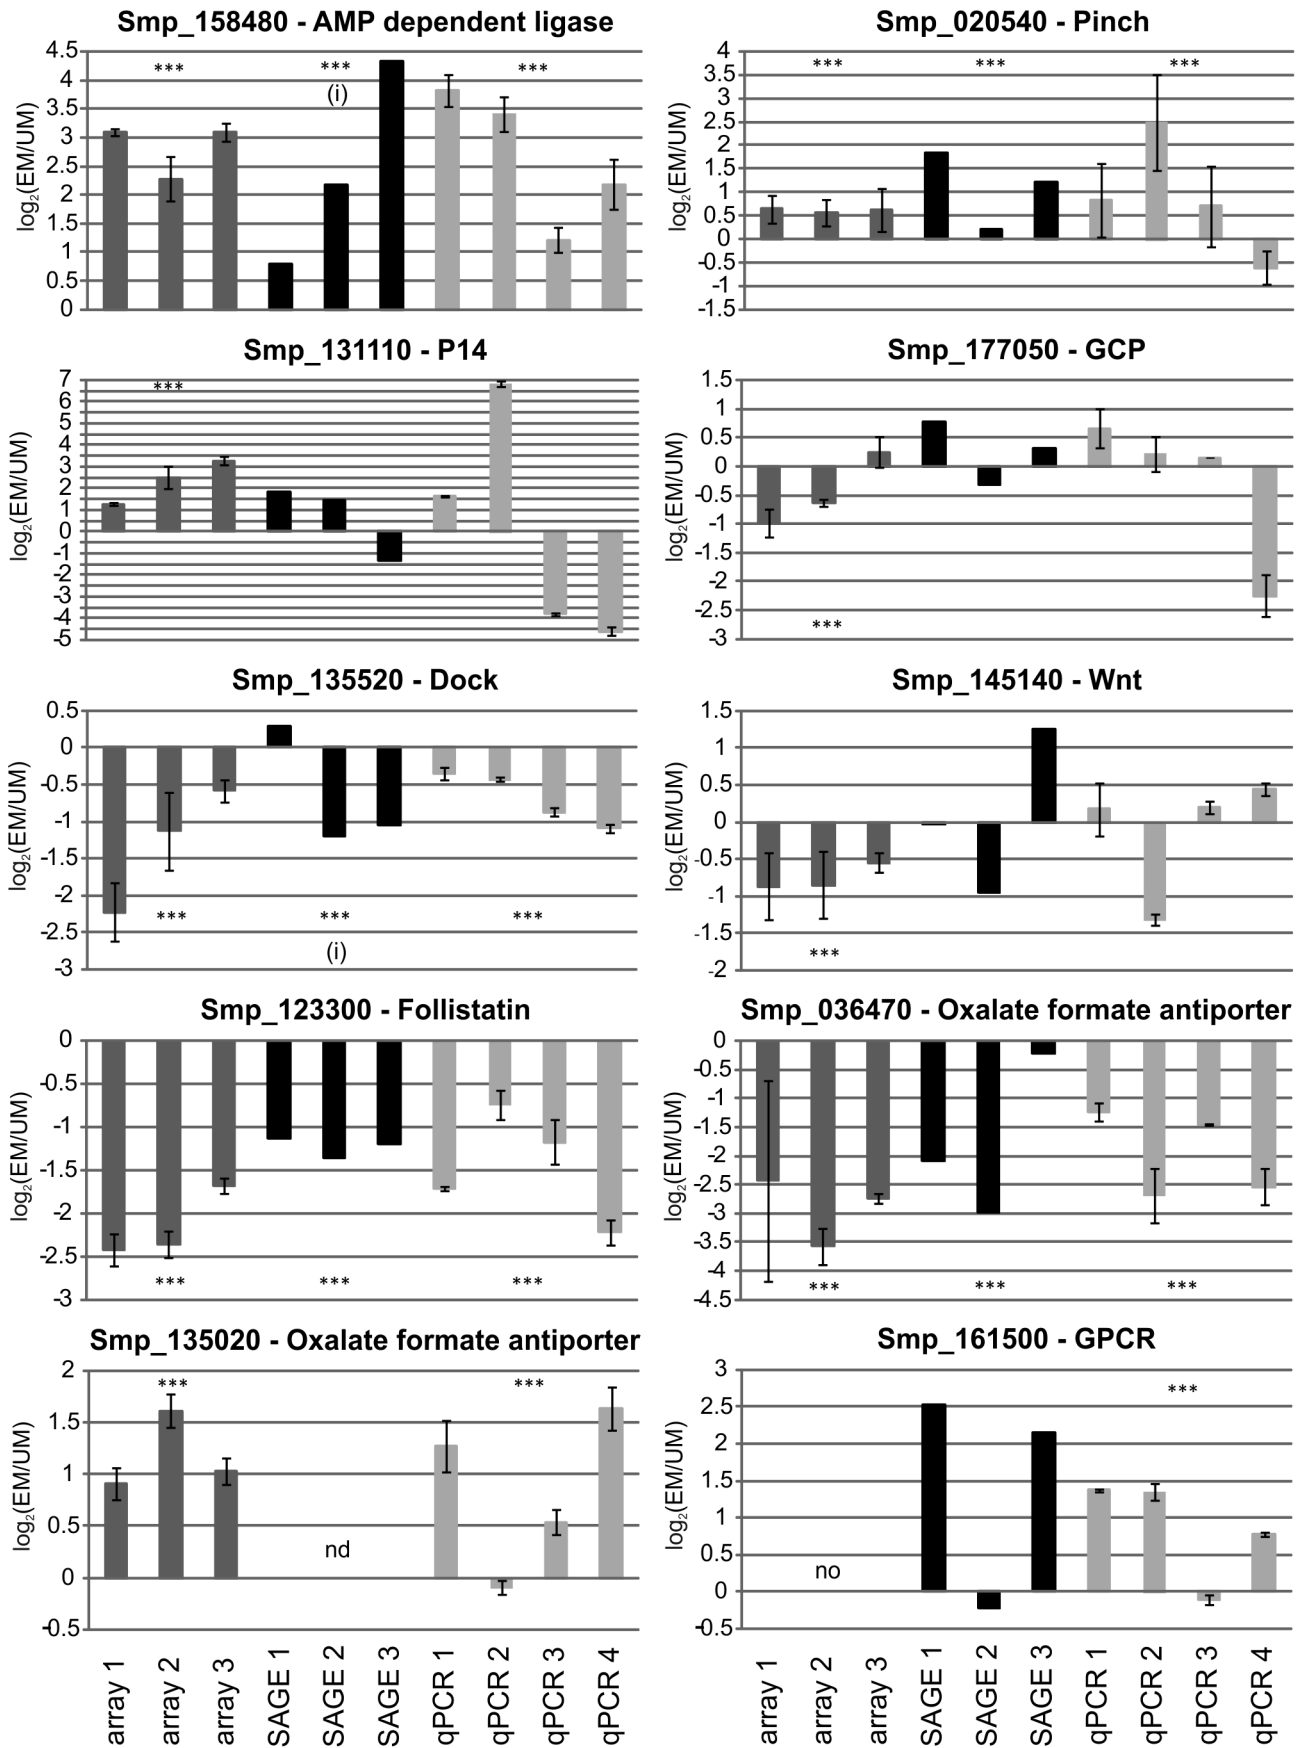 Smp_158480 - AMP dependent ligase
log2(EM/UM)
4.5
4
3.5
3
2.5
2
1.5
1
0.5
0
*** *** ***
(i)
Smp_020540 - Pinch
log2(EM/UM)
4
3.5
3
2.5
2
1.5
1
0.5
0
-0.5
-1
-1.5
*** *** ***
Smp_131110 - P14
log2(EM/UM)
7
6
5
4
3
2
1
0
-1
-2
-3
-4
-5
***
Smp_177050 - GCP
log2(EM/UM)
1.5
1
0.5
0
-0.5
-1
-1.5
-2
-2.5
-3
***
Smp_135520 - Dock
log2(EM/UM)
0.5
0
-0.5
-1
-1.5
-2
-2.5
-3
*** *** ***
(i)
Smp_145140 - Wnt
log2(EM/UM)
1.5
1
0.5
0
-0.5
-1
-1.5
-2
***
Smp_123300 - Follistatin
log2(EM/UM)
0
-0.5
-1
-1.5
-2
-2.5
-3
*** *** ***
Smp_036470 - Oxalate formate antiporter
log2(EM/UM)
0
-0.5
-1
-1.5
-2
-2.5
-3
-3.5
-4
-4.5
*** *** ***
Smp_135020 - Oxalate formate antiporter
log2(EM/UM)
2
1.5
1
0.5
0
-0.5
*** ***
nd
array 1
array 2
array 3
SAGE 1
SAGE 2
SAGE 3
qPCR 1
qPCR 2
qPCR 3
qPCR 4
Smp_161500 - GPCR
log2(EM/UM)
3
2.5
2
1.5
1
0.5
0
-0.5
***
no
array 1
array 2
array 3
SAGE 1
SAGE 2
SAGE 3
qPCR 1
qPCR 2
qPCR 3
qPCR 4